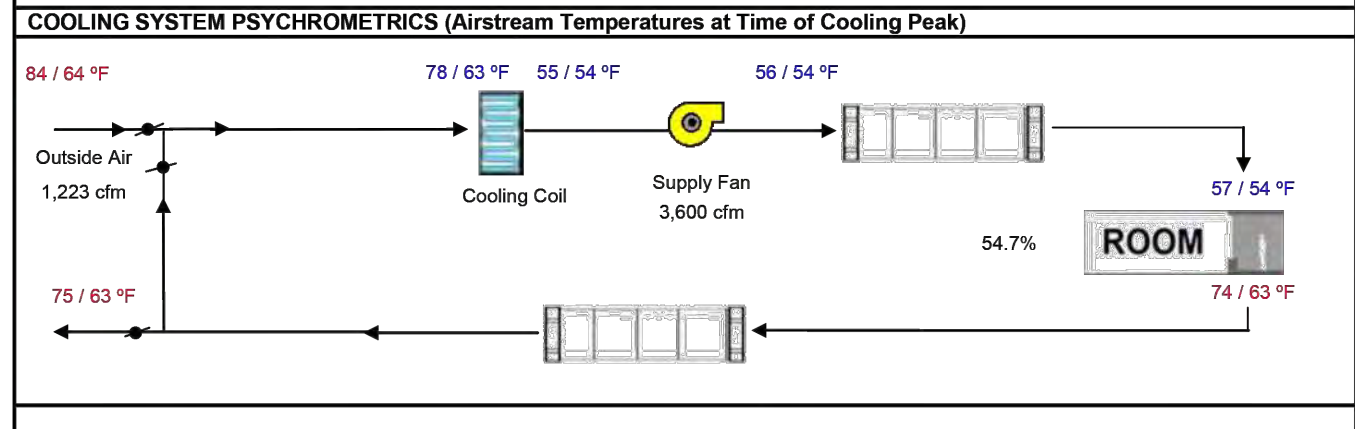 COOLING SYSTEM PSYCHROMETRICS (Airstream Temperatures at Time of Cooling Peak)
84 / 64 ºF
78 / 63 ºF
55 / 54 ºF
56 / 54 ºF
Outside Air
1,223 cfm
Cooling Coil
Supply Fan
3,600 cfm
57 / 54 ºF
54.7%
ROOM
75 / 63 ºF
74 / 63 ºF